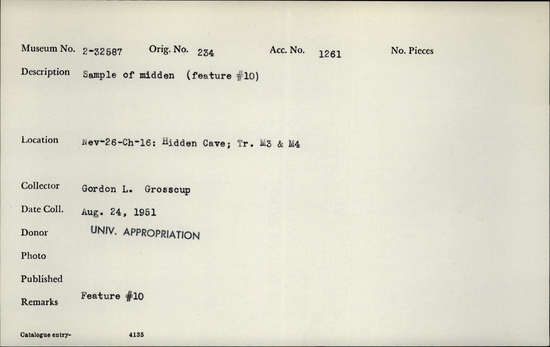 Museum No. 2-32587 Orig. No. 234 Acc. No. 1261 No. Pieces
Description Sample of midden (feature #10)
Location Nev-26-Ch-16: Hidden Cave; Tr. M3 & M4
Collector Gordon L. Grosscup
Date Coll. Aug. 24, 1951
Donor UNIV. APPROPRIATION
Photo
Published
Remarks Feature #10
Catalogue entry- 4135